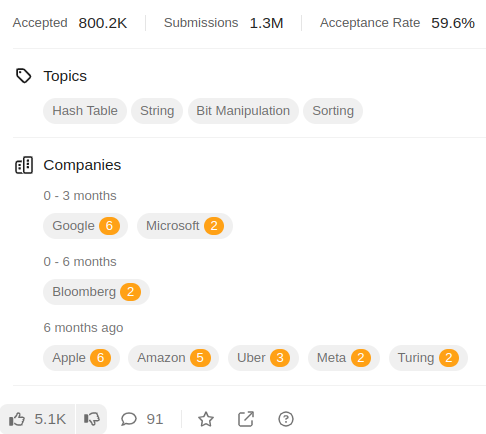 Accepted 800.2K Submissions 1.3M Acceptance Rate 59.6%
Topics
Hash Table String Bit Manipulation Sorting
Companies
0 - 3 months
Google 6 Microsoft 2
0 - 6 months
Bloomberg 2
6 months ago
Apple 6 Amazon 5 Uber 3 Meta 2 Turing 2
5.1K 91